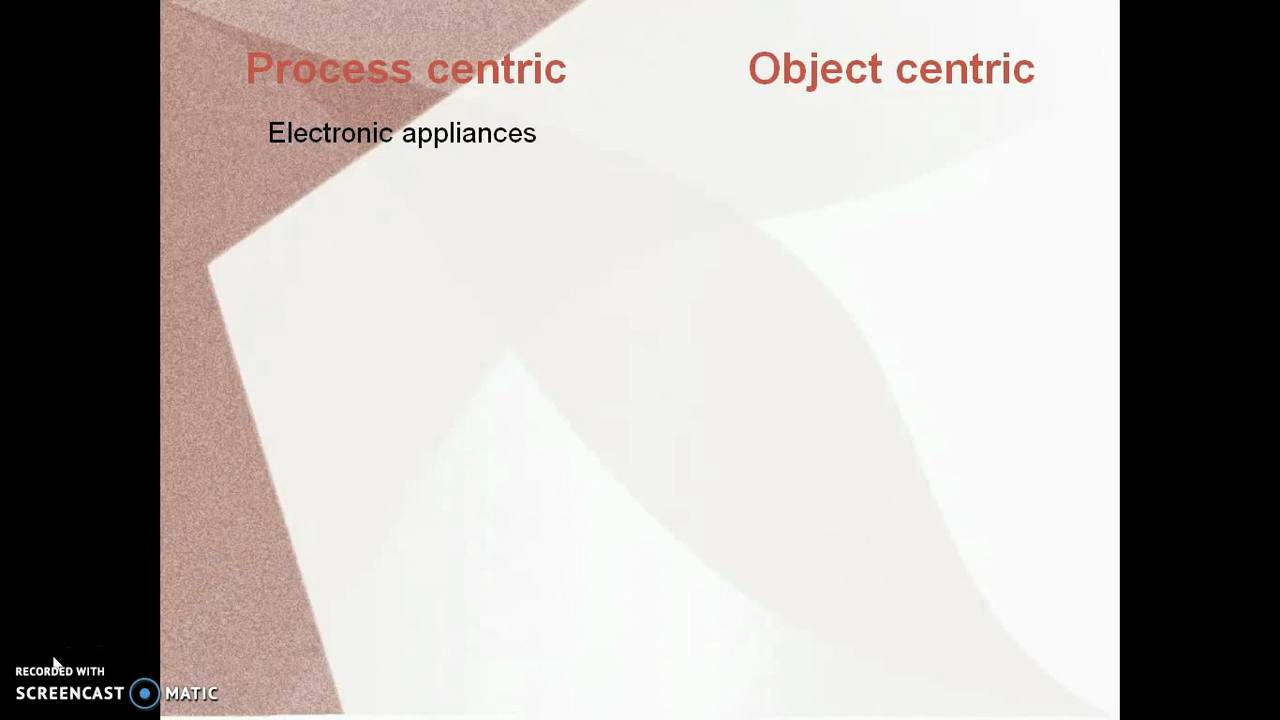 Process centric
Object centric
Electronic appliances
RECORDED WITH
SCREENCAST MATIC